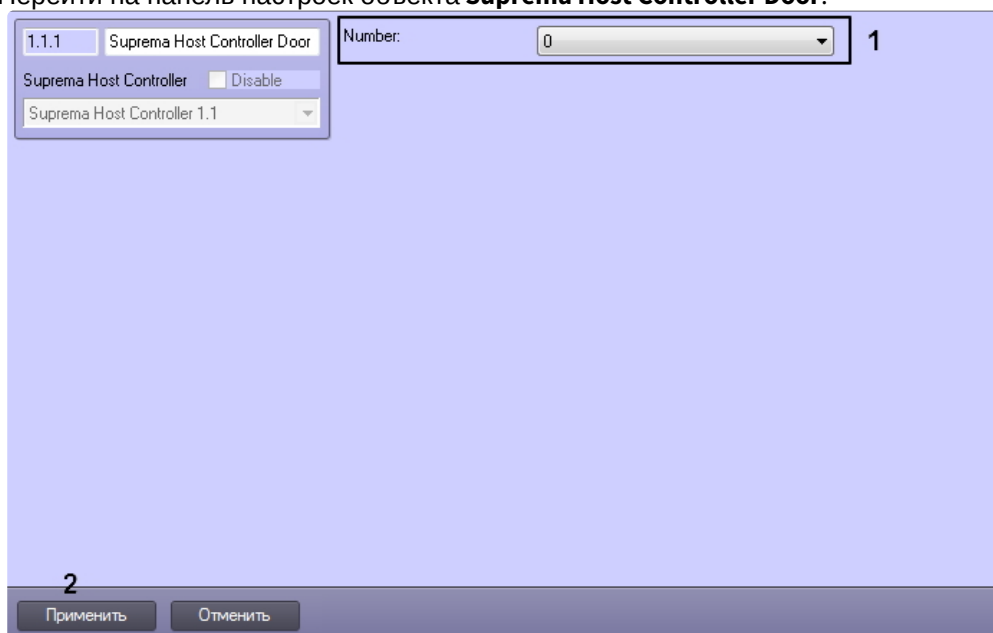 Перейти на панель настроек объекта Suprema Host Controller Door.
1.1.1 Suprema Host Controller Door
Number: 0 1
Suprema Host Controller Disable
Suprema Host Controller 1.1
2
Применить Отменить